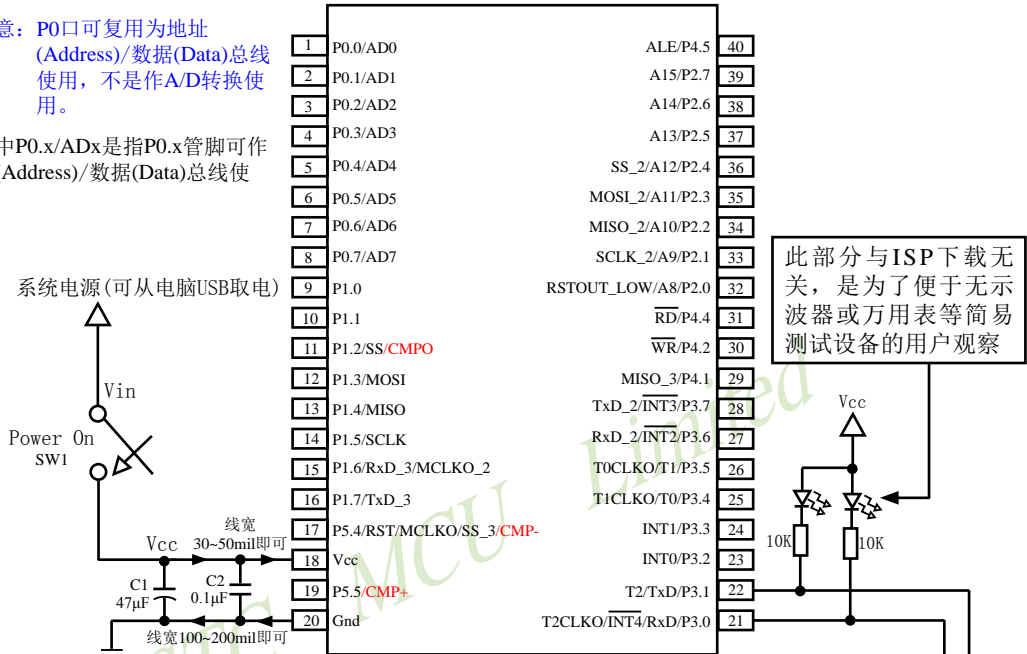 意：P0口可复用为地址
(Address)/数据(Data)总线
使用，不是作A/D转换使
用。
中P0.x/ADx是指P0.x管脚可作
(Address)/数据(Data)总线使
系统电源(可从电脑USB取电)
Vin
Power On
SW1
Vcc
线宽
30~50mil即可
C1
47μF
C2
0.1μF
线宽100~200mil即可
1 P0.0/AD0
2 P0.1/AD1
3 P0.2/AD2
4 P0.3/AD3
5 P0.4/AD4
6 P0.5/AD5
7 P0.6/AD6
8 P0.7/AD7
9 P1.0
10 P1.1
11 P1.2/SS/CMPO
12 P1.3/MOSI
13 P1.4/MISO
14 P1.5/SCLK
15 P1.6/RxD_3/MCLKO_2
16 P1.7/TxD_3
17 P5.4/RST/MCLKO/SS_3/CMP-
18 Vcc
19 P5.5/CMP+
20 Gnd
ALE/P4.5 40
A15/P2.7 39
A14/P2.6 38
A13/P2.5 37
SS_2/A12/P2.4 36
MOSI_2/A11/P2.3 35
MISO_2/A10/P2.2 34
SCLK_2/A9/P2.1 33
RSTOUT_LOW/A8/P2.0 32
RD/P4.4 31
WR/P4.2 30
MISO_3/P4.1 29
TxD_2/INT3/P3.7 28
RxD_2/INT2/P3.6 27
T0CLKO/T1/P3.5 26
T1CLKO/T0/P3.4 25
INT1/P3.3 24
INT0/P3.2 23
T2/TxD/P3.1 22
T2CLKO/INT4/RxD/P3.0 21
此部分与ISP下载无
关，是为了便于无示
波器或万用表等简易
测试设备的用户观察
Vcc
10K
10K
STC MCU Limited